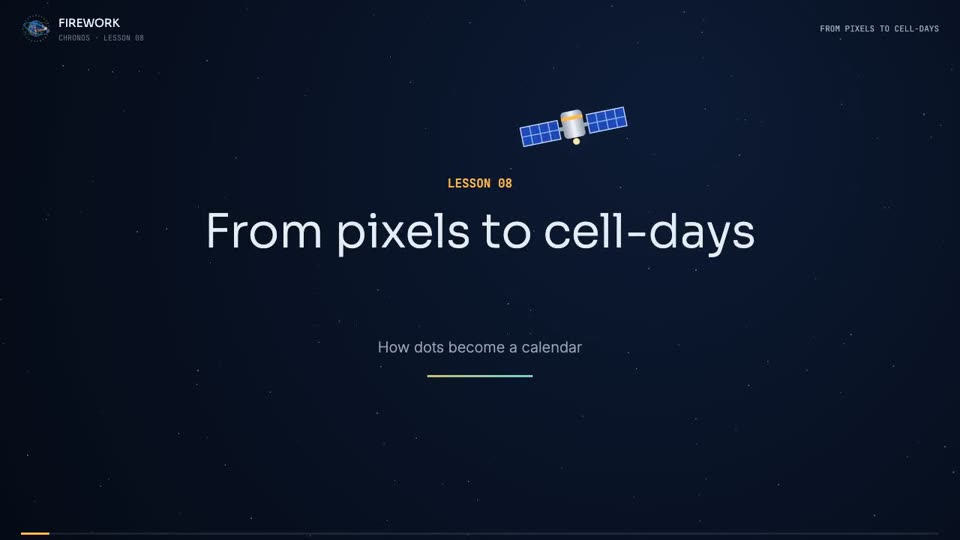 FIREWORK
CHRONOS · LESSON 08
FROM PIXELS TO CELL-DAYS
LESSON 08
From pixels to cell-days
How dots become a calendar